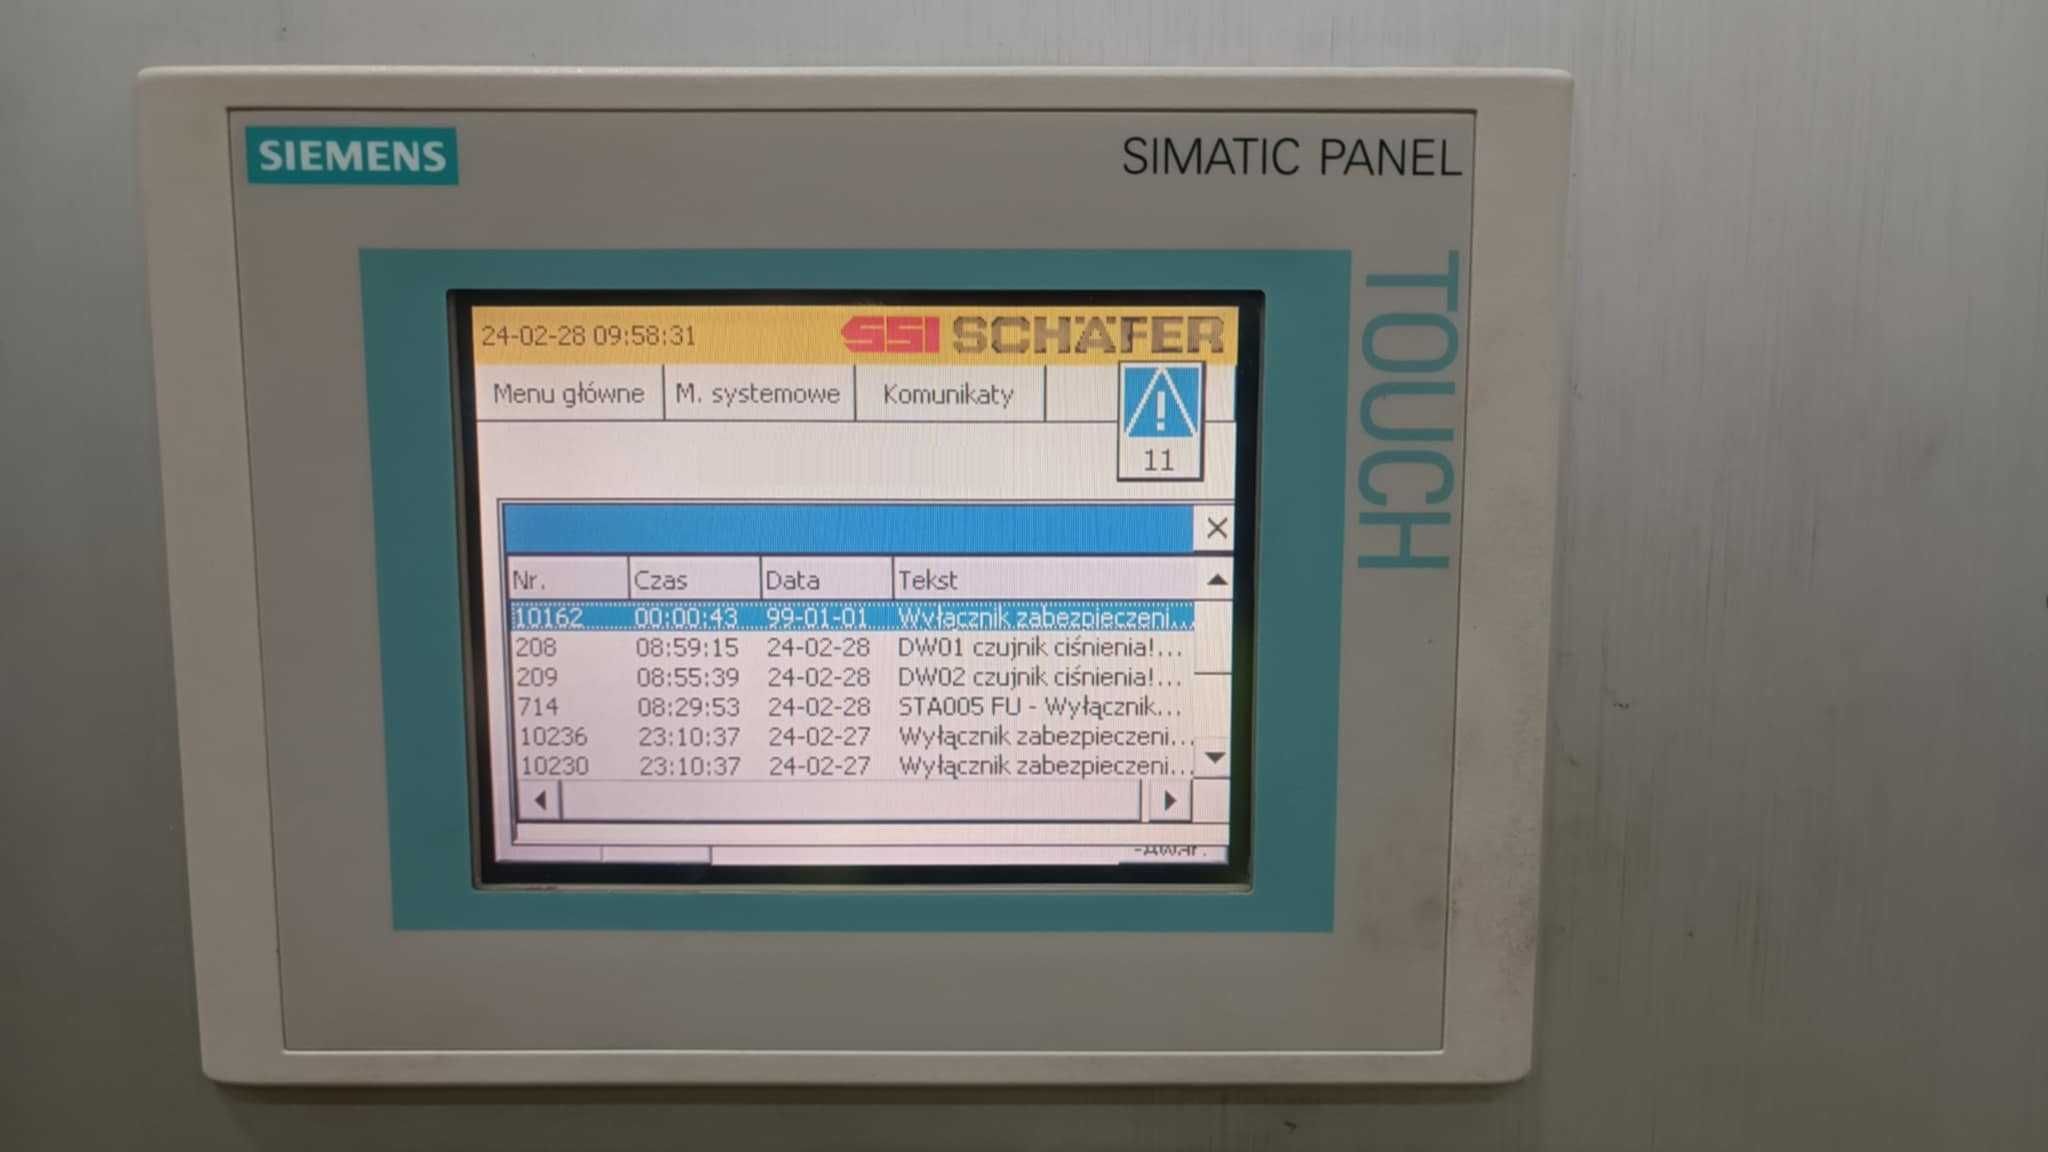 SIEMENS
SIMATIC PANEL
TOUCH
24-02-28 09:58:31 SSI SCHÄFER
Menu główne M. systemowe Komunikaty
11
Nr. Czas Data Tekst
10162 00:00:43 99-01-01 Wyłącznik zabezpieczeni...
208 08:59:15 24-02-28 DW01 czujnik ciśnienia!...
209 08:55:39 24-02-28 DW02 czujnik ciśnienia!...
714 08:29:53 24-02-28 STA005 FU - Wyłącznik...
10236 23:10:37 24-02-27 Wyłącznik zabezpieczeni...
10230 23:10:37 24-02-27 Wyłącznik zabezpieczeni...